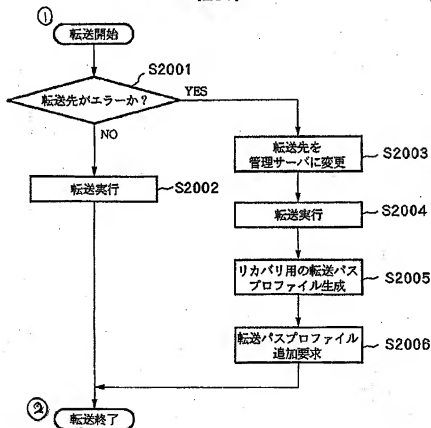 ①
転送開始
S2001
転送先がエラーか?
YES
NO
転送先を
管理サーバに変更
S2003
転送実行
S2002
転送実行
S2004
リカバリ用の転送パス
プロファイル生成
S2005
転送パスプロファイル
追加要求
S2006
②
転送終了